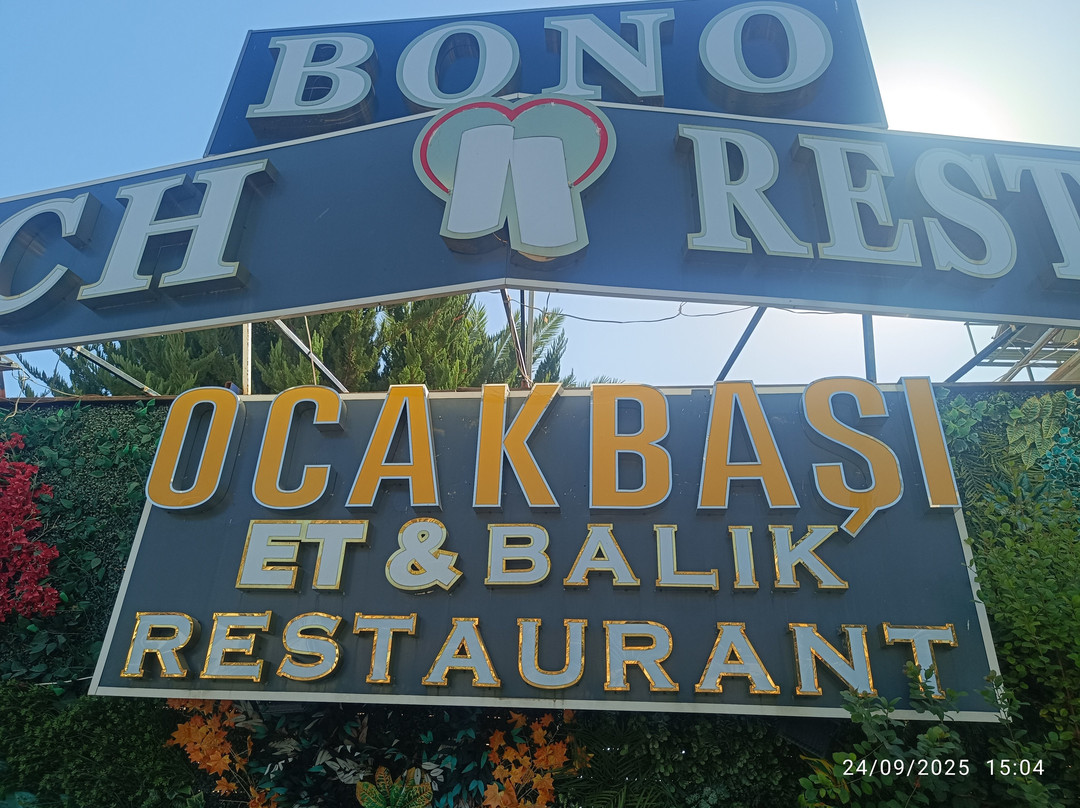 BONO
CH REST
OCAKBAŞI
ET & BALIK
RESTAURANT
24/09/2025 15:04